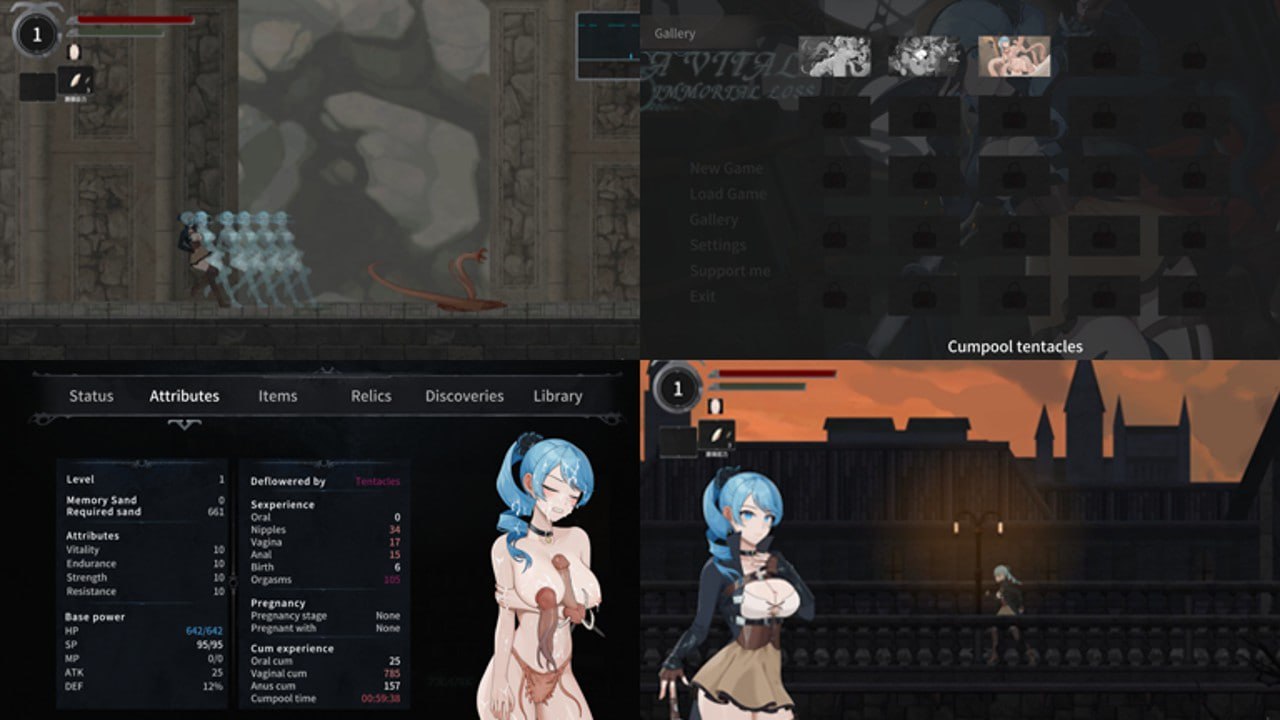 1
Gallery
A VITAL
IMMORTAL LOSS
New Game
Load Game
Gallery
Settings
Support me
Exit
Cumpool tentacles
Status Attributes Items Relics Discoveries Library
Level 1
Memory Sand 0
Required sand 661
Attributes
Vitality 10
Endurance 10
Strength 10
Resistance 10
Base power
HP 642/642
SP 95/95
MP 0/0
ATK 25
DEF 12%
Deflowered by Tentacles
Sexperience
Oral 0
Nipples 34
Vagina 17
Anal 15
Birth 6
Orgasms 105
Pregnancy
Pregnancy stage None
Pregnant with None
Cum experience
Oral cum 25
Vaginal cum 785
Anus cum 157
Cumpool time 00:59:38
1